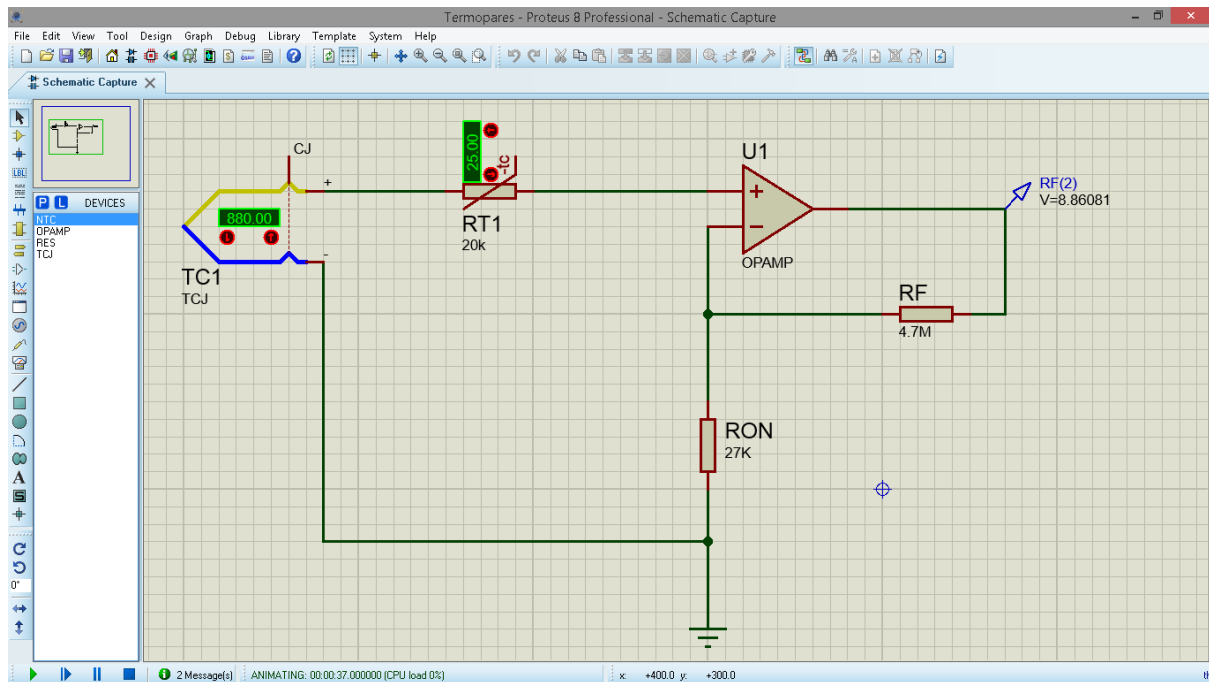 Termopares - Proteus 8 Professional - Schematic Capture
File Edit View Tool Design Graph Debug Library Template System Help
Schematic Capture
P L DEVICES
NTC
OPAMP
RES
TCJ
LBL
A
S
0°
CJ
+
-
880.00
TC1
TCJ
25.00
-tc
RT1
20k
U1
+
−
OPAMP
RF(2)
V=8.86081
RF
4.7M
RON
27K
2 Message(s) ANIMATING: 00:00:37.000000 (CPU load 0%) x: +400.0 y: +300.0